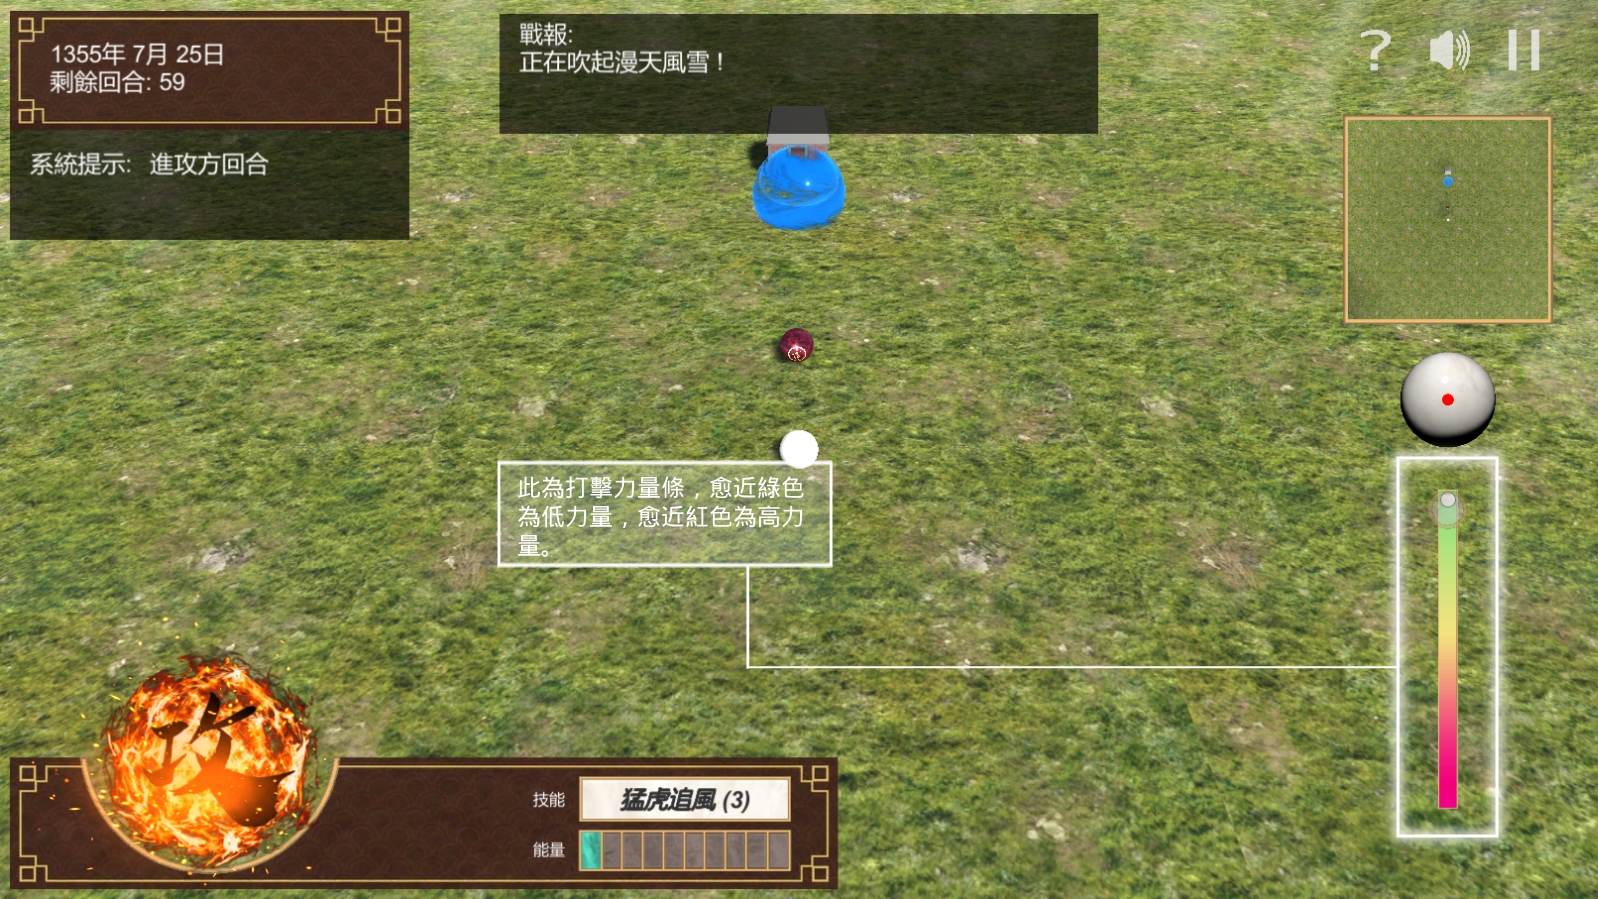 1355年 7月 25日
剩餘回合: 59
系統提示: 進攻方回合
戰報:
正在吹起漫天風雪！
?
此為打擊力量條，愈近綠色
為低力量，愈近紅色為高力
量。
攻
技能 猛虎追風 (3)
能量